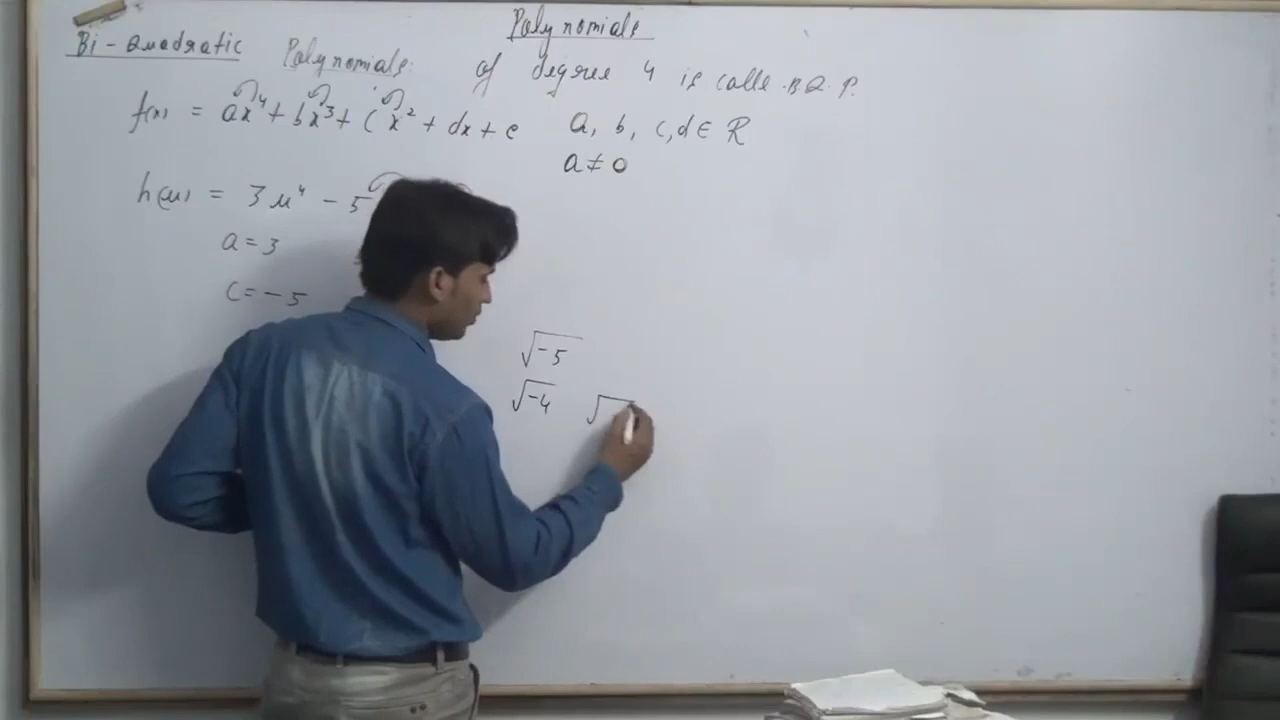 Polynomials
Bi-Quadratic Polynomials: of degree 4 is calle B.Q.P.
f(x) = ax⁴ + bx³ + cx² + dx + e a, b, c, d ∈ R
a ≠ 0
h(u) = 3u⁴ - 5
a = 3
c = -5
√-5
√-4 √